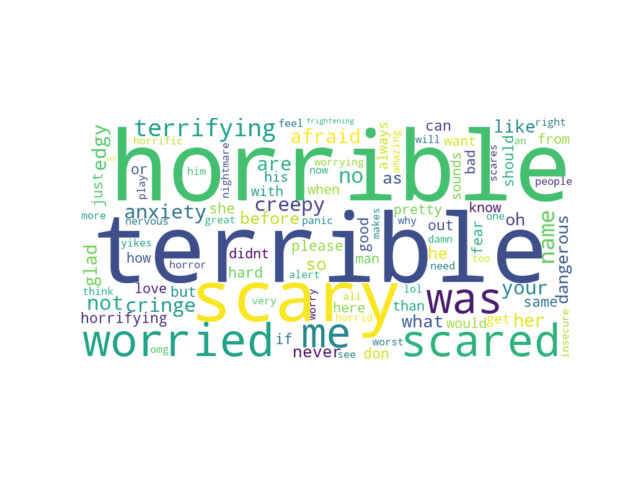 frightening
terrifying
feel
afraid
always
can
like
right
edgy
horrible
horrific
amazing
will
want
should
an
from
just
or
play
him
nightmare
are
his
with
worrying
now
when
no
as
sounds
bad
scares
people
terrible
more
anxiety
nervous
she
great
before
creepy
panic
pretty
makes
good
why
out
he
know
one
oh
fear
name
dangerous
glad
yikes
how
horror
didnt
hard
please
so
alert
man
damn
need
too
think
not
love
cringe
but
scary
very
worry
here
all
horrid
lol
than
was
your
same
horrifying
worried
omg
if
me
never
see
don
worst
what
would
get
her
scared
insecure